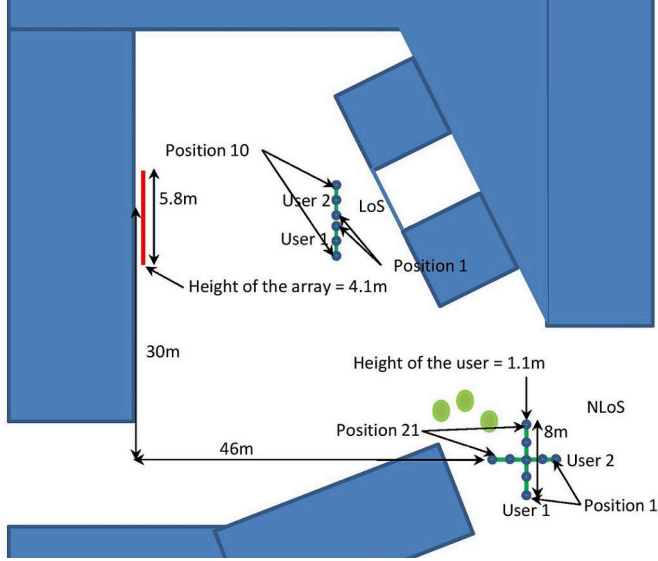 Position 10
5.8m
User 2
LoS
User 1
Position 1
Height of the array = 4.1m
30m
Height of the user = 1.1m
NLoS
Position 21
8m
46m
User 2
User 1
Position 1